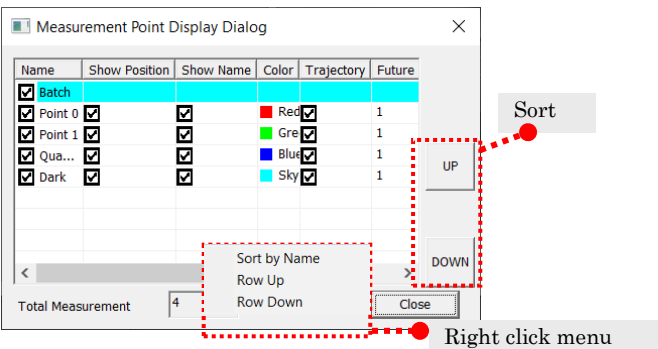 Measurement Point Display Dialog
Name Show Position Show Name Color Trajectory Future
Batch
Point 0 Red 1
Point 1 Gre 1
Qua... Blue 1
Dark Sky 1
Sort
UP
DOWN
Sort by Name
Row Up
Row Down
Total Measurement 4 Close
Right click menu